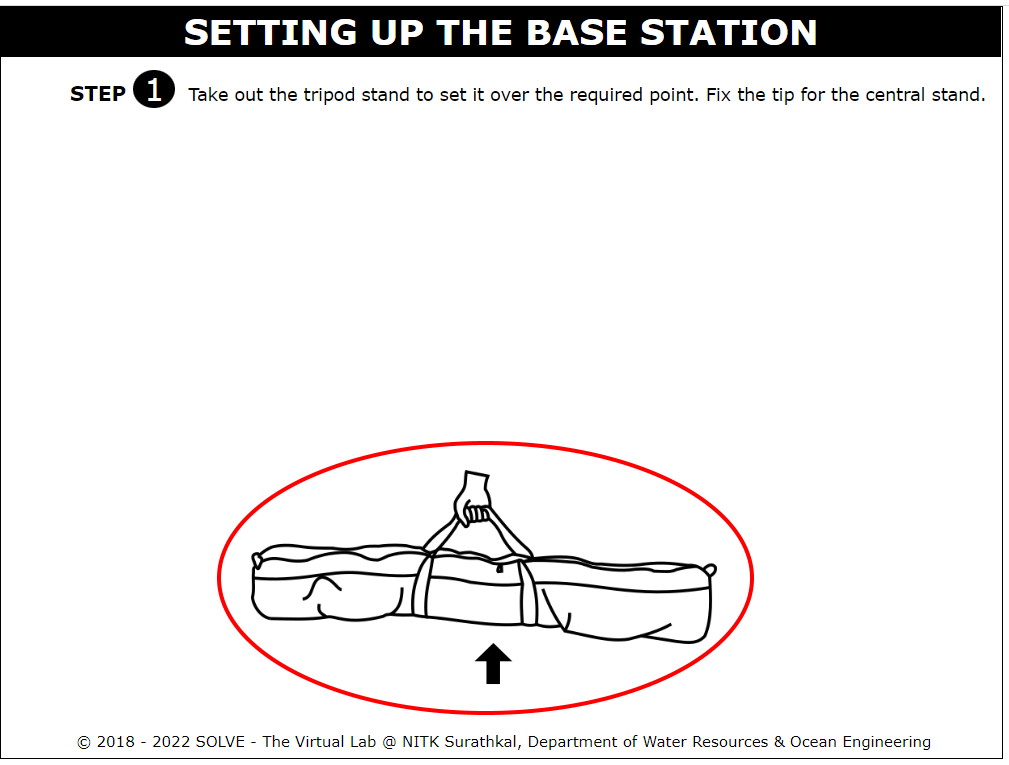 SETTING UP THE BASE STATION
STEP 1 Take out the tripod stand to set it over the required point. Fix the tip for the central stand.
© 2018 - 2022 SOLVE - The Virtual Lab @ NITK Surathkal, Department of Water Resources & Ocean Engineering